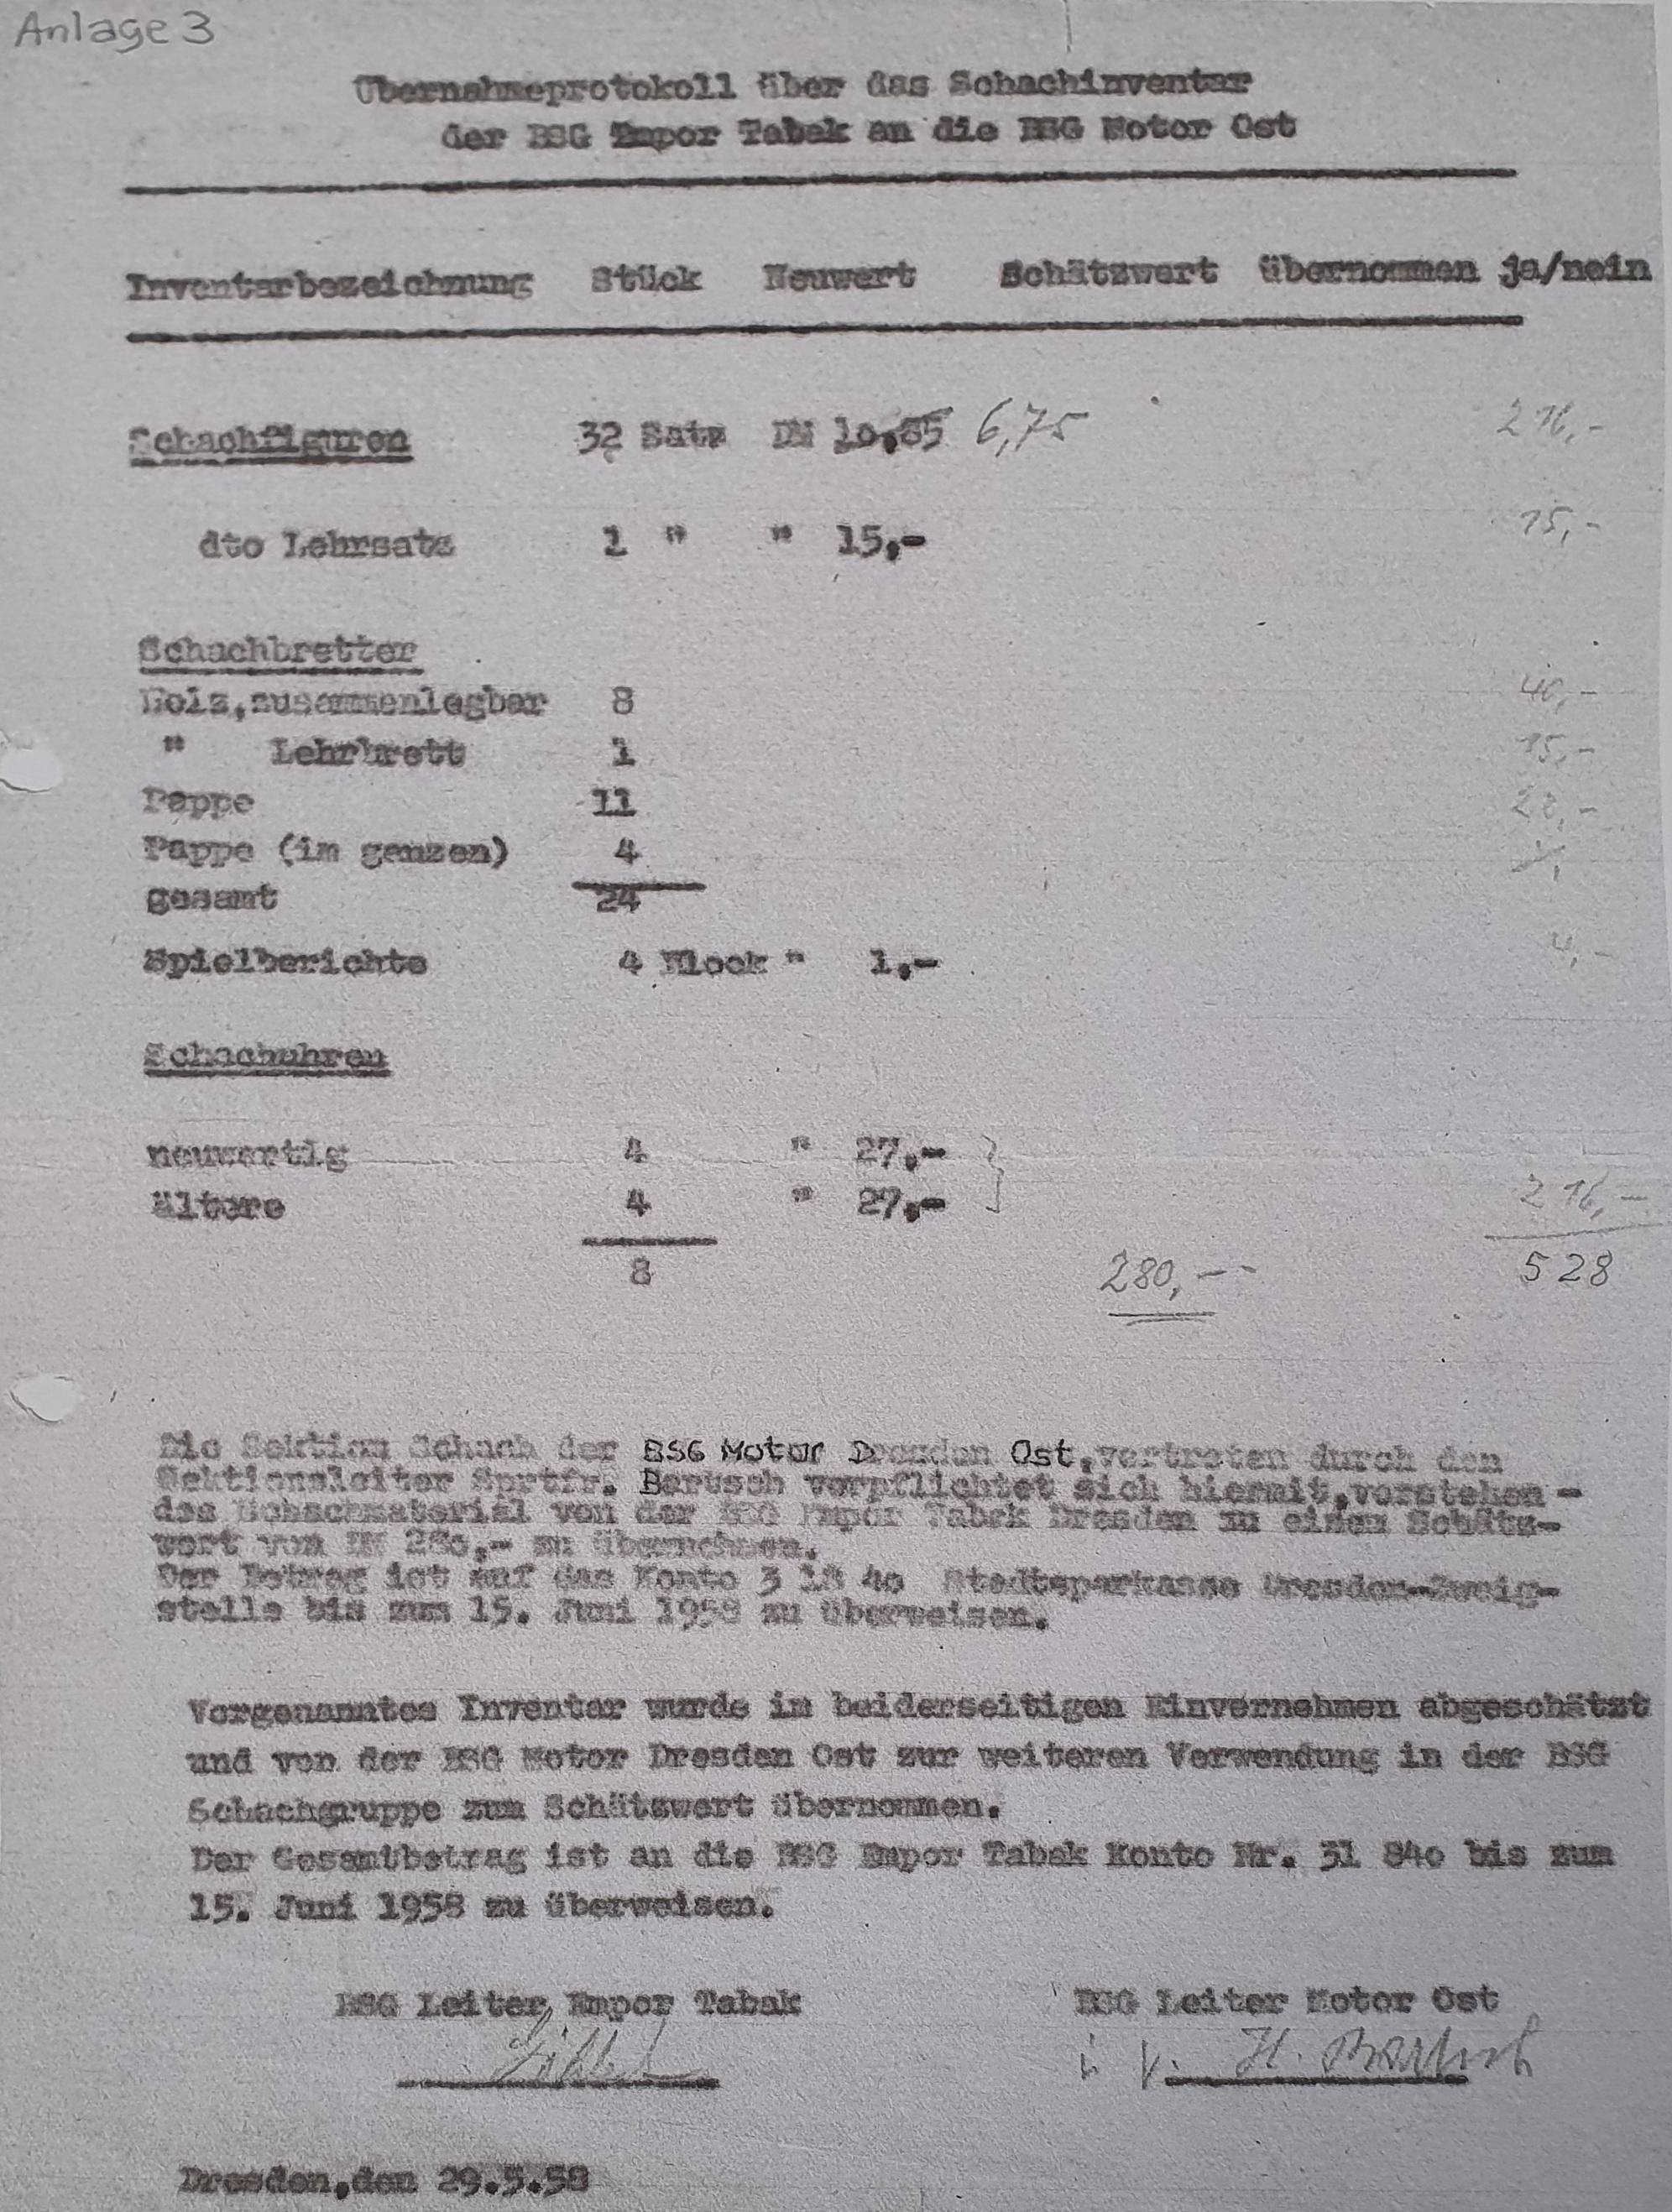 Anlage 3
Übernahmeprotokoll über das Schachinventar
der BSG Empor Tabak an die BSG Motor Ost
Inventarbezeichnung Stück Neuwert Schätzwert übernommen ja/nein
Schachfiguren 32 Satz DM 10,85 6,75 216,-
dto Lehrsatz 1 " " 15,- 15,-
Schachbretter
Holz,zusammenlegbar 8 40,-
" Lehrbrett 1 15,-
Pappe 11 22,-
Pappe (im ganzen) 4
gesamt 24
Spielberichte 4 Block " 1,- 4,-
Schachuhren
neuwertig 4 " 27,-
ältere 4 " 27,- 216,-
8 280,-- 528
Die Sektion Schach der BSG Motor Dresden Ost,vertreten durch den
Sektionsleiter Sprtfr. Bartsch verpflichtet sich hiermit,vorstehen-
des Schachmaterial von der BSG Empor Tabak Dresden zu einem Schätz-
wert von DM 280,- zu übernehmen.
Der Betrag ist auf das Konto 3 18 40 Stadtsparkasse Dresden-Zweig-
stelle bis zum 15. Juni 1958 zu überweisen.
Vorgenanntes Inventar wurde im beiderseitigen Einvernehmen abgeschätzt
und von der BSG Motor Dresden Ost zur weiteren Verwendung in der BSG
Schachgruppe zum Schätzwert übernommen.
Der Gesamtbetrag ist an die BSG Empor Tabak Konto Nr. 31 840 bis zum
15. Juni 1958 zu überweisen.
BSG Leiter Empor Tabak BSG Leiter Motor Ost
i. V. H. Bartsch
Dresden,den 29.5.58